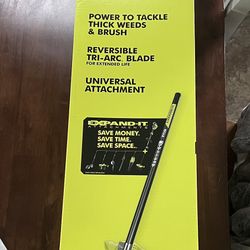 POWER TO TACKLE
THICK WEEDS
& BRUSH
REVERSIBLE
TRI-ARC BLADE
FOR EXTENDED LIFE
UNIVERSAL
ATTACHMENT
EXPAND-IT
ATTACHMENTS
SAVE MONEY.
SAVE TIME.
SAVE SPACE.